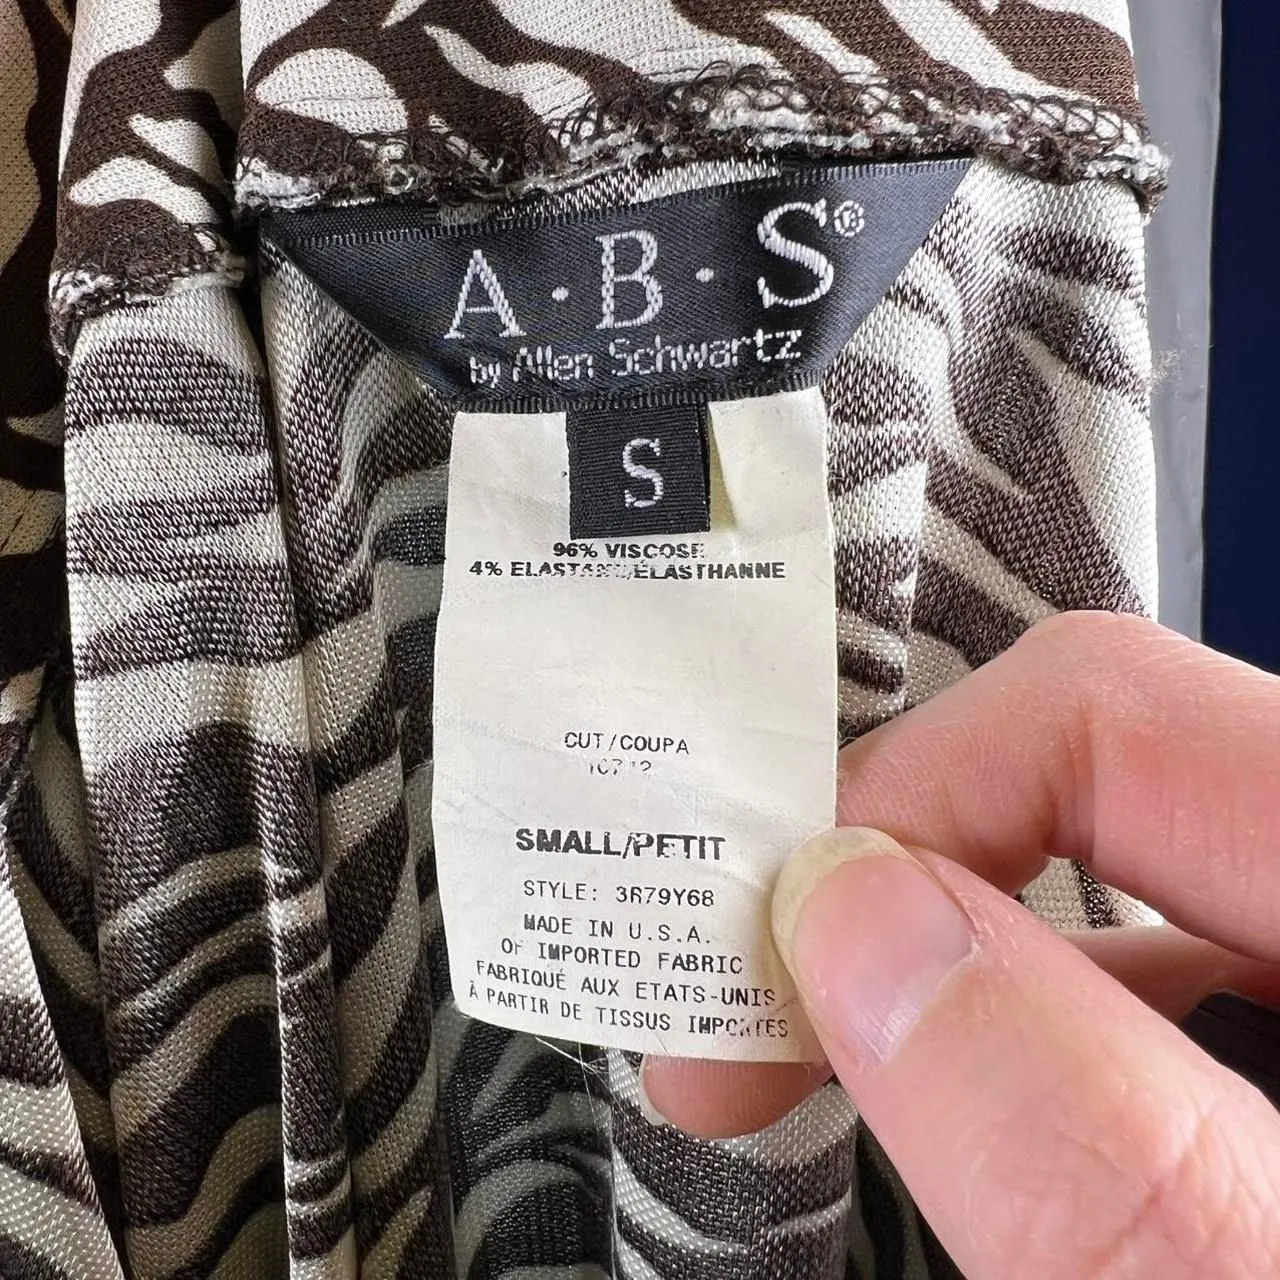 A·B·S®
by Allen Schwartz
S
96% VISCOSE
4% ELASTANE/ÉLASTHANNE
CUT/COUPA
SMALL/PETIT
STYLE: 3R79Y68
MADE IN U.S.A.
OF IMPORTED FABRIC
FABRIQUÉ AUX ETATS-UNIS
À PARTIR DE TISSUS IMPORTES